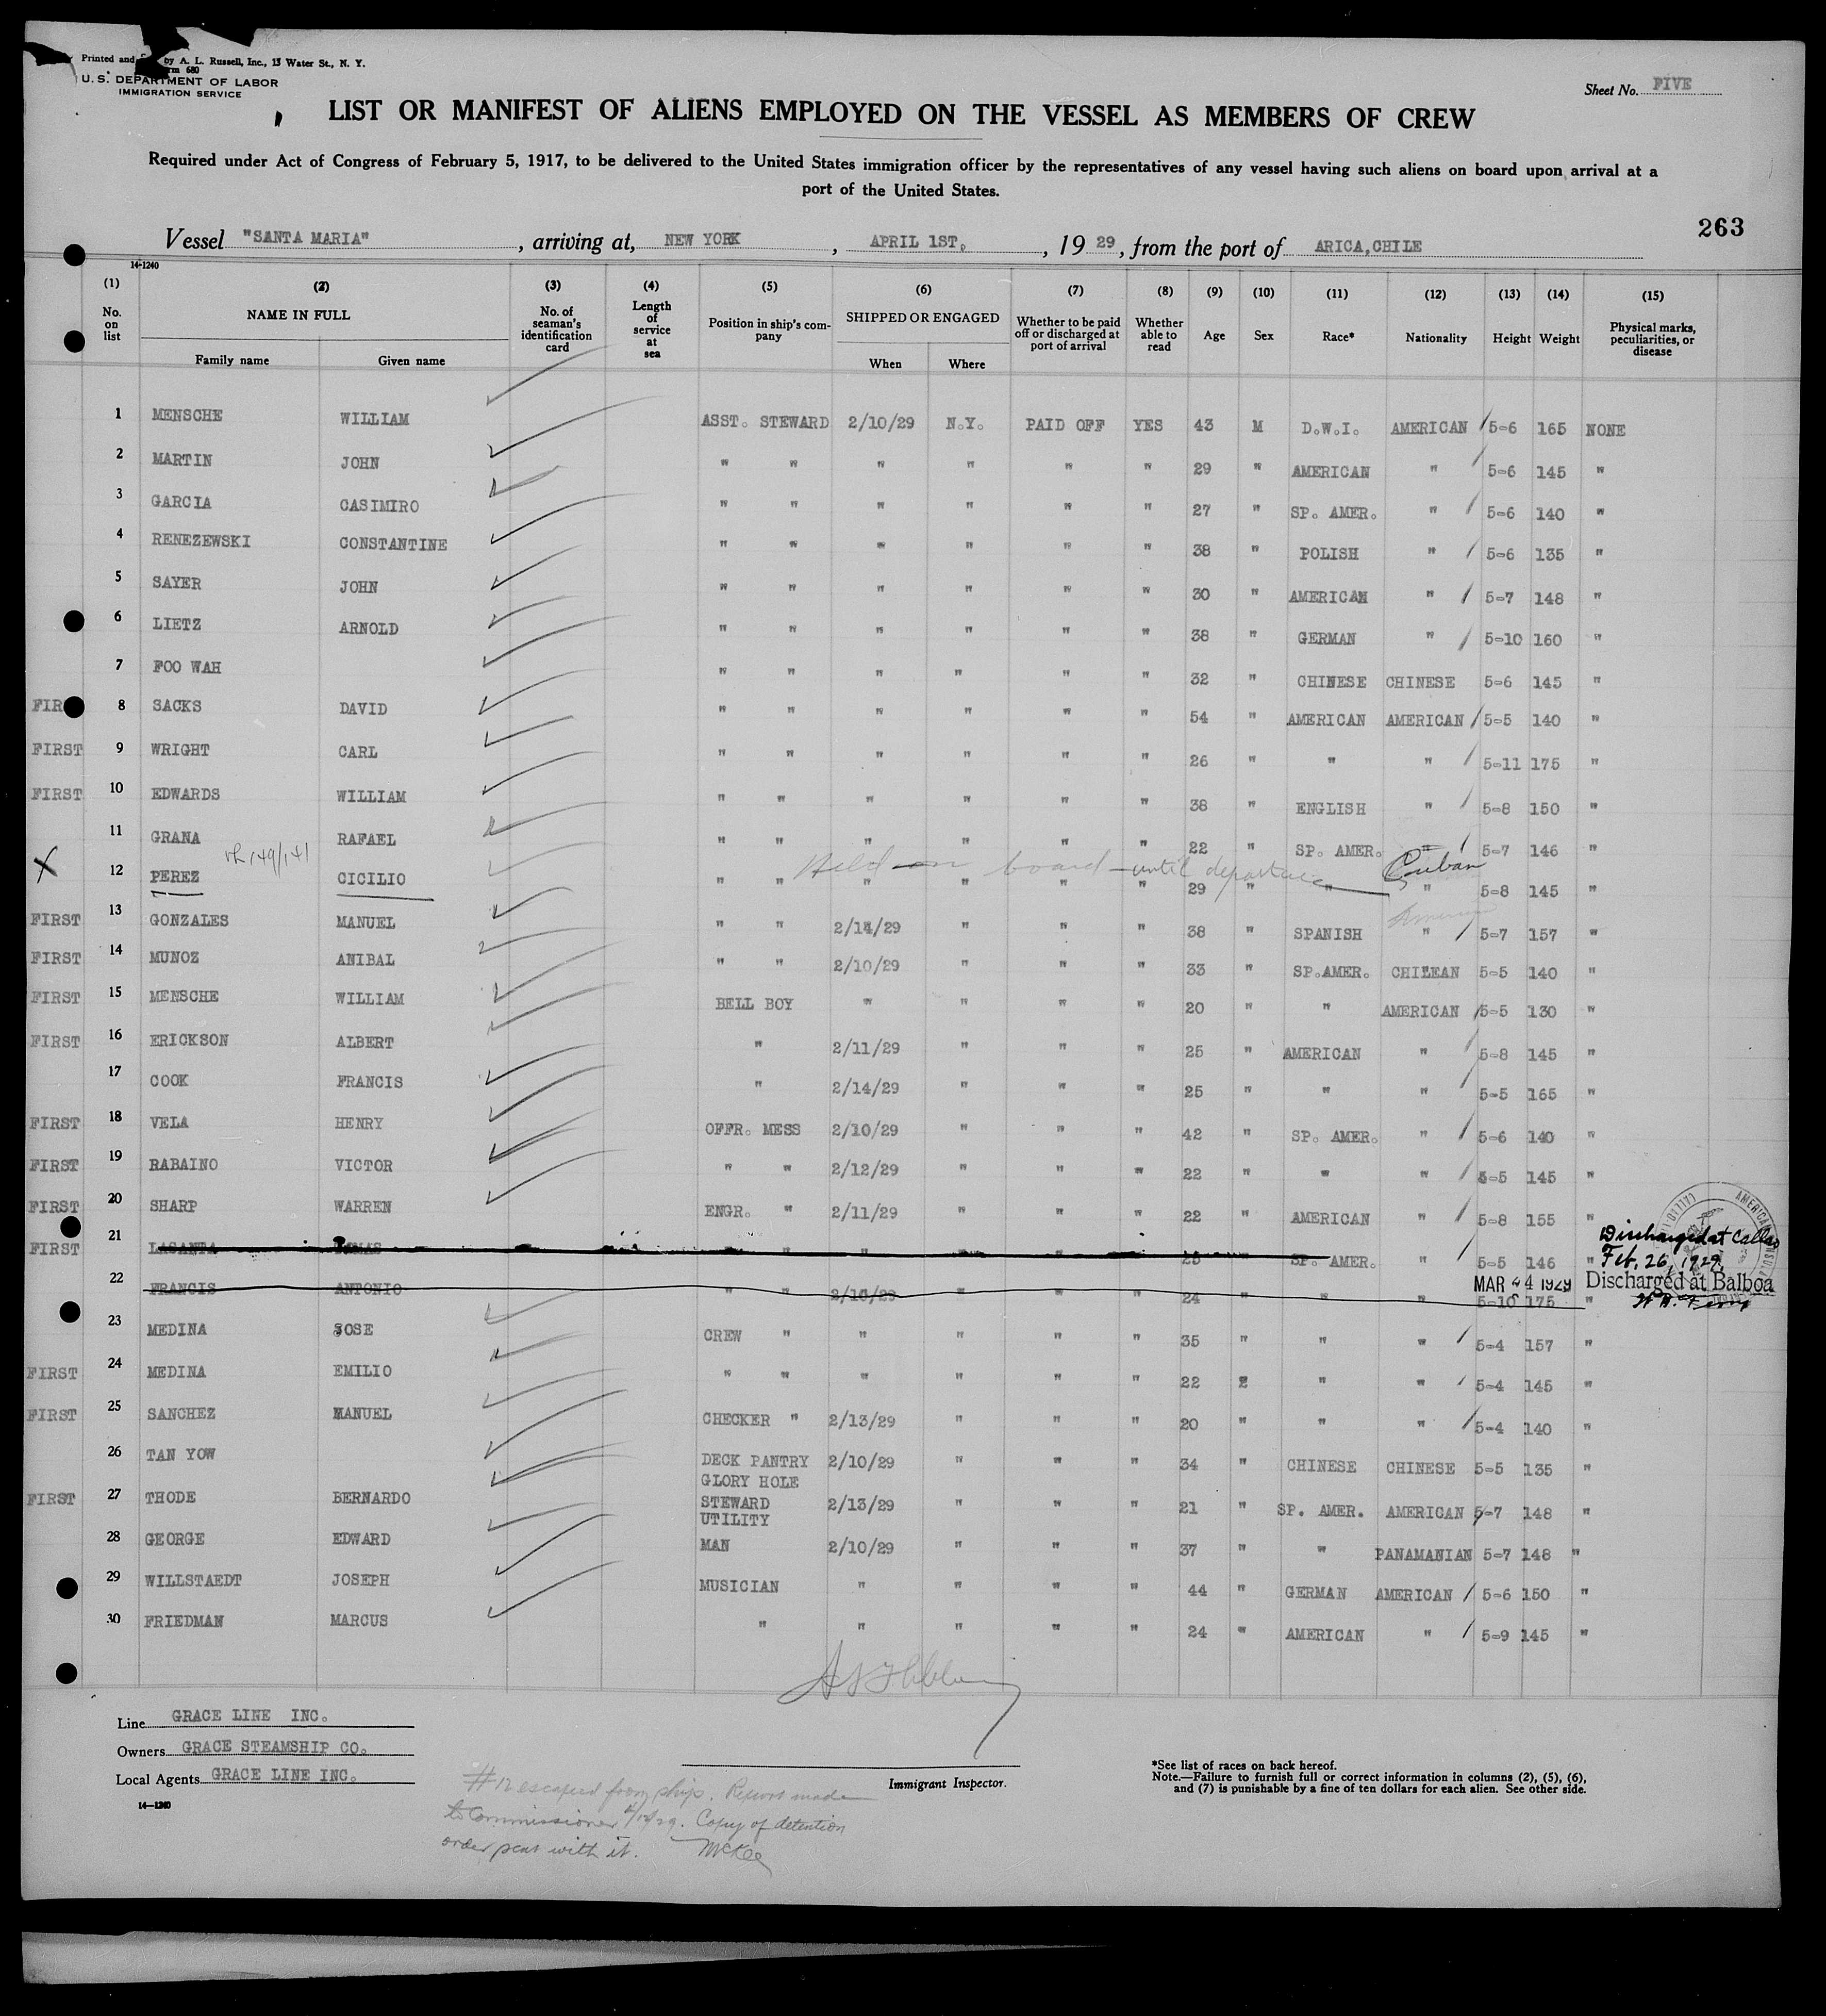 Printed and by A. L. Russell, Inc., 13 Water St., N. Y.
rm 680
U. S. DEPARTMENT OF LABOR
IMMIGRATION SERVICE
Sheet No. FIVE
LIST OR MANIFEST OF ALIENS EMPLOYED ON THE VESSEL AS MEMBERS OF CREW
Required under Act of Congress of February 5, 1917, to be delivered to the United States immigration officer by the representatives of any vessel having such aliens on board upon arrival at a
port of the United States.
263
Vessel "SANTA MARIA", arriving at, NEW YORK, APRIL 1ST., 19 29, from the port of ARICA, CHILE
14-1240
(1) No. on list
(2) NAME IN FULL Family name Given name
(3) No. of seaman's identification card
(4) Length of service at sea
(5) Position in ship's company
(6) SHIPPED OR ENGAGED When Where
(7) Whether to be paid off or discharged at port of arrival
(8) Whether able to read
(9) Age
(10) Sex
(11) Race*
(12) Nationality
(13) Height
(14) Weight
(15) Physical marks, peculiarities, or disease
1 MENSCHE WILLIAM ASST. STEWARD 2/10/29 N.Y. PAID OFF YES 43 M D.W.I. AMERICAN 5-6 165 NONE
2 MARTIN JOHN " " " " " " 29 " AMERICAN " 5-6 145 "
3 GARCIA CASIMIRO " " " " " " 27 " SP. AMER. " 5-6 140 "
4 RENEZEWSKI CONSTANTINE " " " " " " 38 " POLISH " 5-6 135 "
5 SAYER JOHN " " " " " " 30 " AMERICAN " 5-7 148 "
6 LIETZ ARNOLD " " " " " " 38 " GERMAN " 5-10 160 "
7 FOO WAH " " " " " " 32 " CHINESE CHINESE 5-6 145 "
FIR 8 SACKS DAVID " " " " " " 54 " AMERICAN AMERICAN 5-5 140 "
FIRST 9 WRIGHT CARL " " " " " " 26 " " " 5-11 175 "
FIRST 10 EDWARDS WILLIAM " " " " " " 38 " ENGLISH " 5-8 150 "
11 GRANA RAFAEL " " " " " " 22 " SP. AMER. " 5-7 146 "
Held on board until departure Cuban
X 12 PEREZ CICILIO " " " " " " 29 " " " 5-8 145 "
American
FIRST 13 GONZALES MANUEL " " 2/14/29 " " " 38 " SPANISH " 5-7 157 "
FIRST 14 MUNOZ ANIBAL " " 2/10/29 " " " 33 " SP.AMER. CHILEAN 5-5 140 "
FIRST 15 MENSCHE WILLIAM BELL BOY " " " " 20 " " AMERICAN 5-5 130 "
FIRST 16 ERICKSON ALBERT " 2/11/29 " " " 25 " AMERICAN " 5-8 145 "
17 COOK FRANCIS " 2/14/29 " " " 25 " " " 5-5 165 "
FIRST 18 VELA HENRY OFFR. MESS 2/10/29 " " " 42 " SP. AMER. " 5-6 140 "
FIRST 19 RABAINO VICTOR " " 2/12/29 " " " 22 " " " 5-5 145 "
FIRST 20 SHARP WARREN ENGR. " 2/11/29 " " " 22 " AMERICAN " 5-8 155 "
FIRST 21 SP. AMER. " 5-5 146 " Discharged at Callao
Feb. 26, 1929.
22 FRANCIS ANTONIO " " 2/10/29 " " " 24 " " " 5-10 175 " MAR 4 1929 Discharged at Balboa
23 MEDINA JOSE CREW " " " " " 35 " " " 5-4 157 "
FIRST 24 MEDINA EMILIO " " " " " " 22 2 " " 5-4 145 "
FIRST 25 SANCHEZ MANUEL CHECKER " 2/13/29 " " " 20 " " " 5-4 140 "
26 TAN YOW DECK PANTRY 2/10/29 " " " 34 " CHINESE CHINESE 5-5 135 "
FIRST 27 THODE BERNARDO GLORY HOLE STEWARD 2/13/29 " " " 21 " SP. AMER. AMERICAN 5-7 148 "
28 GEORGE EDWARD UTILITY MAN 2/10/29 " " " 37 " " PANAMANIAN 5-7 148 "
29 WILLSTAEDT JOSEPH MUSICIAN " " " " 44 " GERMAN AMERICAN 5-6 150 "
30 FRIEDMAN MARCUS " " " " " 24 " AMERICAN " 5-9 145 "
Line GRACE LINE INC.
Owners GRACE STEAMSHIP CO.
Local Agents GRACE LINE INC.
14-1240
Immigrant Inspector.
*See list of races on back hereof.
Note.—Failure to furnish full or correct information in columns (2), (5), (6),
and (7) is punishable by a fine of ten dollars for each alien. See other side.
#12 escaped from ship. Report made
to Commissioner 4/12/29. Copy of detention
order sent with it. McKee